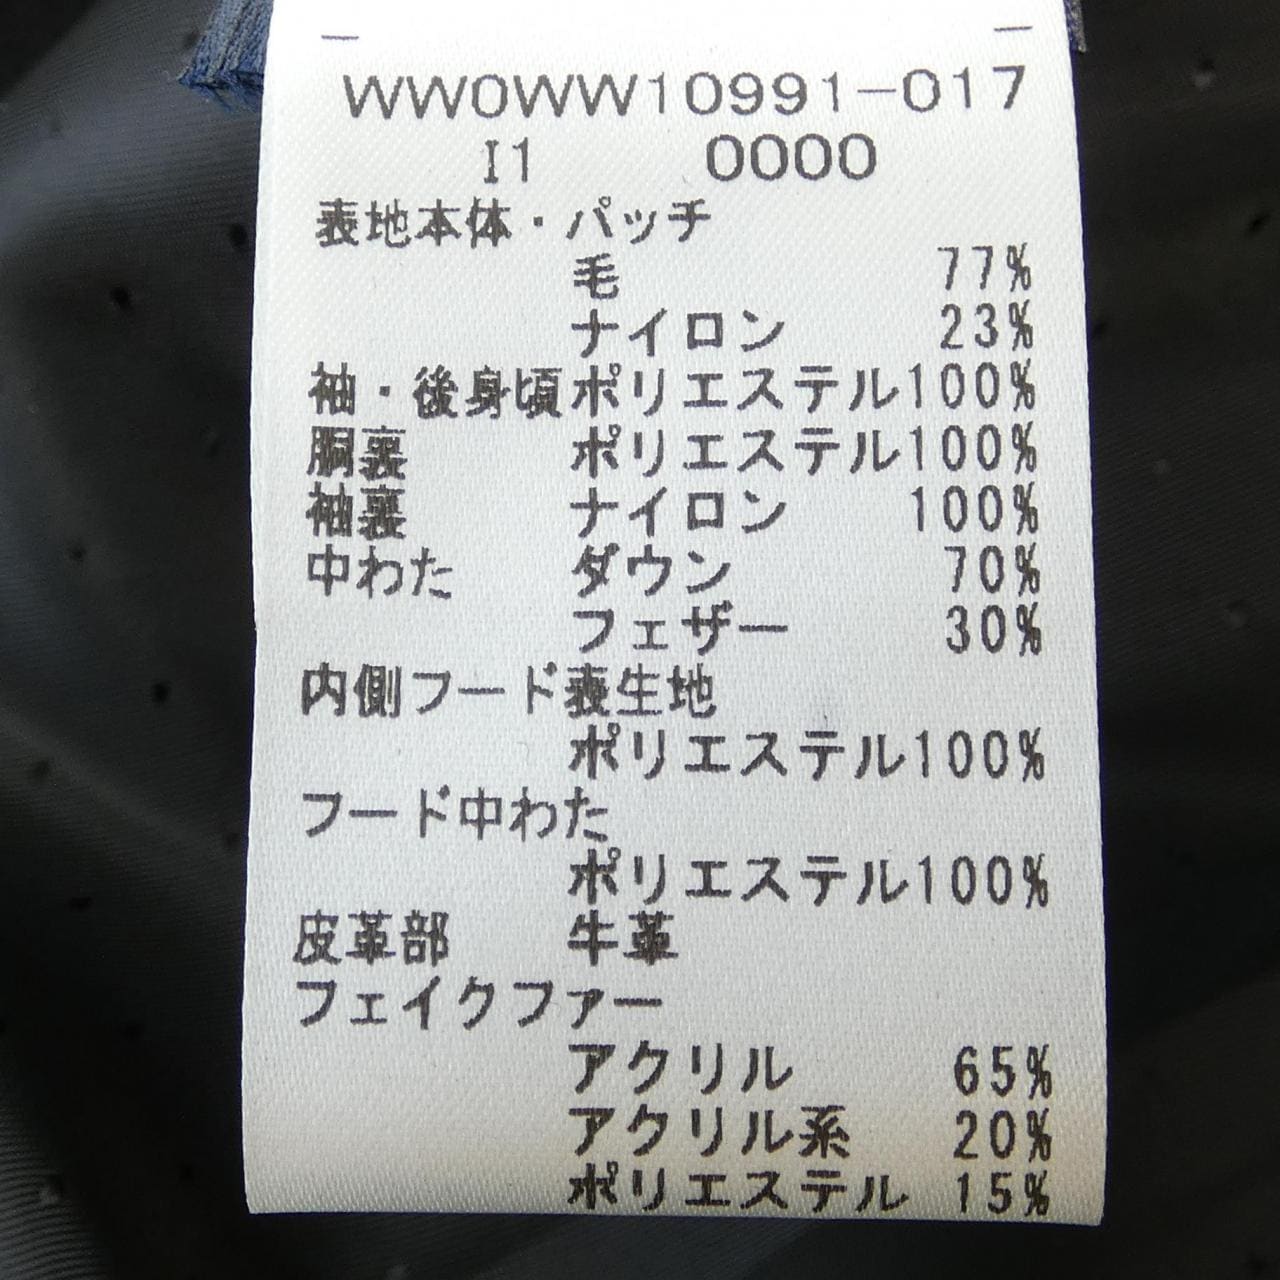 WW0WW10991-017
I1 0000
表地本体・パッチ
毛 77%
ナイロン 23%
袖・後身頃ポリエステル100%
胴裏 ポリエステル100%
袖裏 ナイロン 100%
中わた ダウン 70%
フェザー 30%
内側フード表生地
ポリエステル100%
フード中わた
ポリエステル100%
皮革部 牛革
フェイクファー
アクリル 65%
アクリル系 20%
ポリエステル 15%